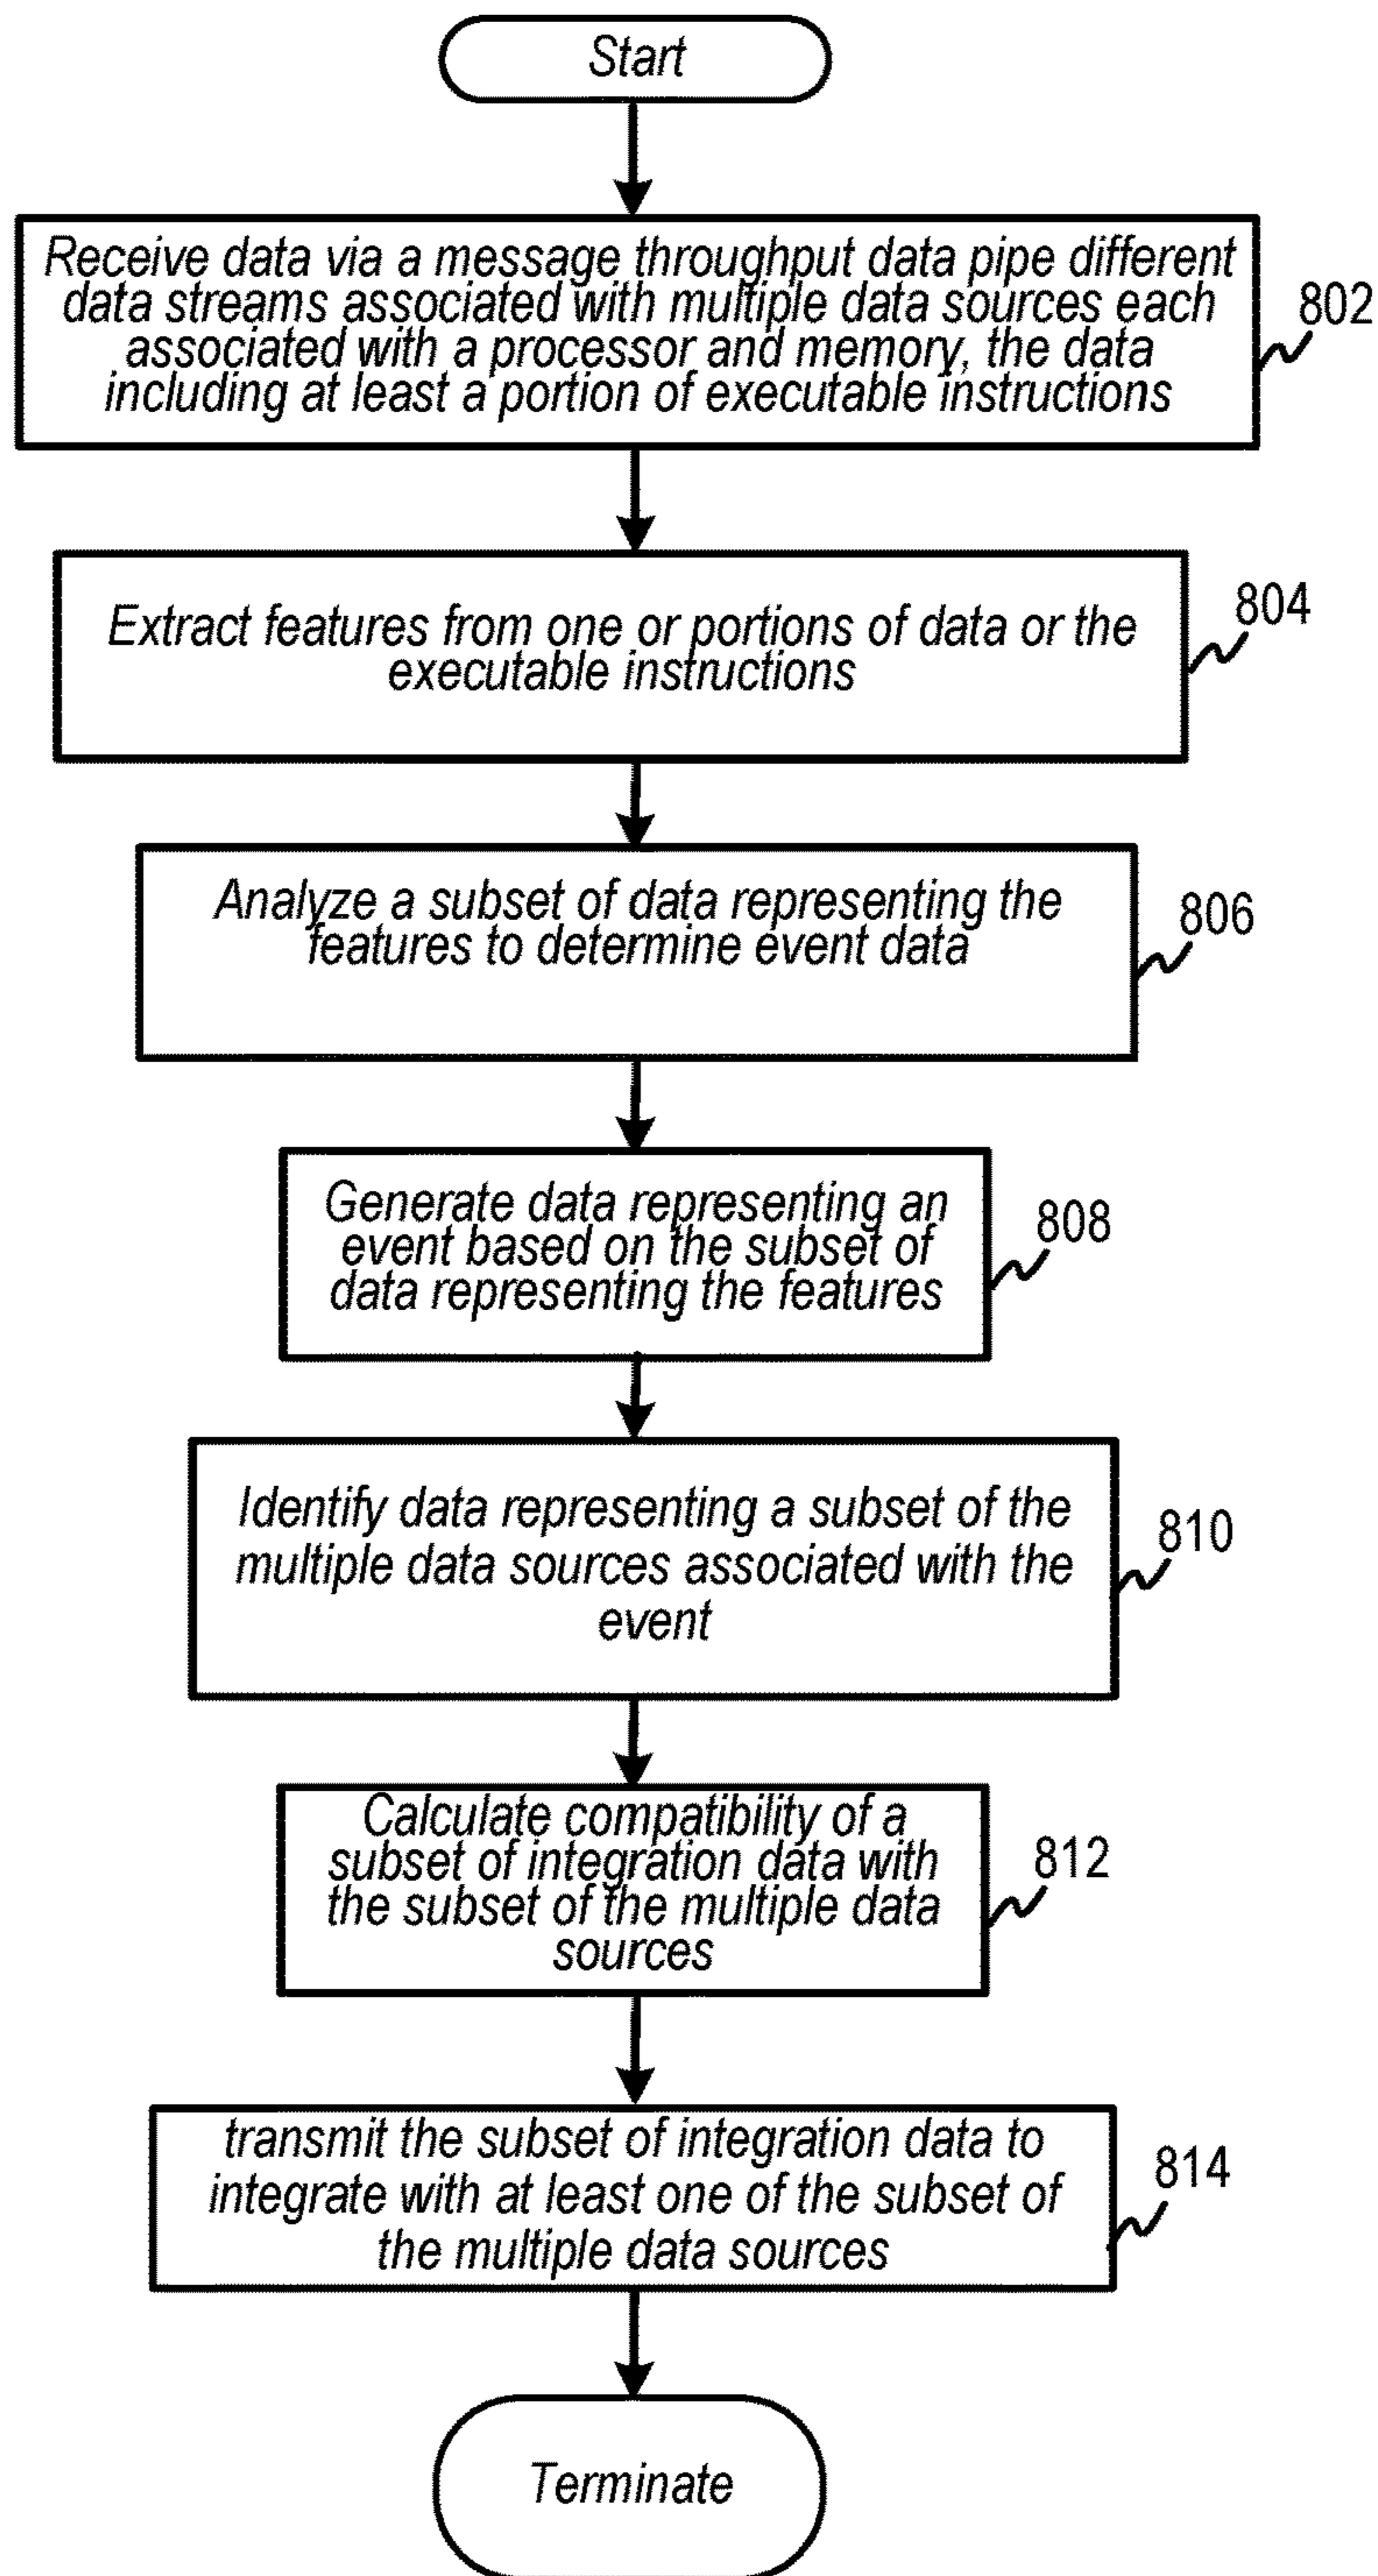 Start
Receive data via a message throughput data pipe different
data streams associated with multiple data sources each
associated with a processor and memory, the data
including at least a portion of executable instructions
802
Extract features from one or portions of data or the
executable instructions
804
Analyze a subset of data representing the
features to determine event data
806
Generate data representing an
event based on the subset of
data representing the features
808
Identify data representing a subset of the
multiple data sources associated with the
event
810
Calculate compatibility of a
subset of integration data with
the subset of the multiple data
sources
812
transmit the subset of integration data to
integrate with at least one of the subset of
the multiple data sources
814
Terminate